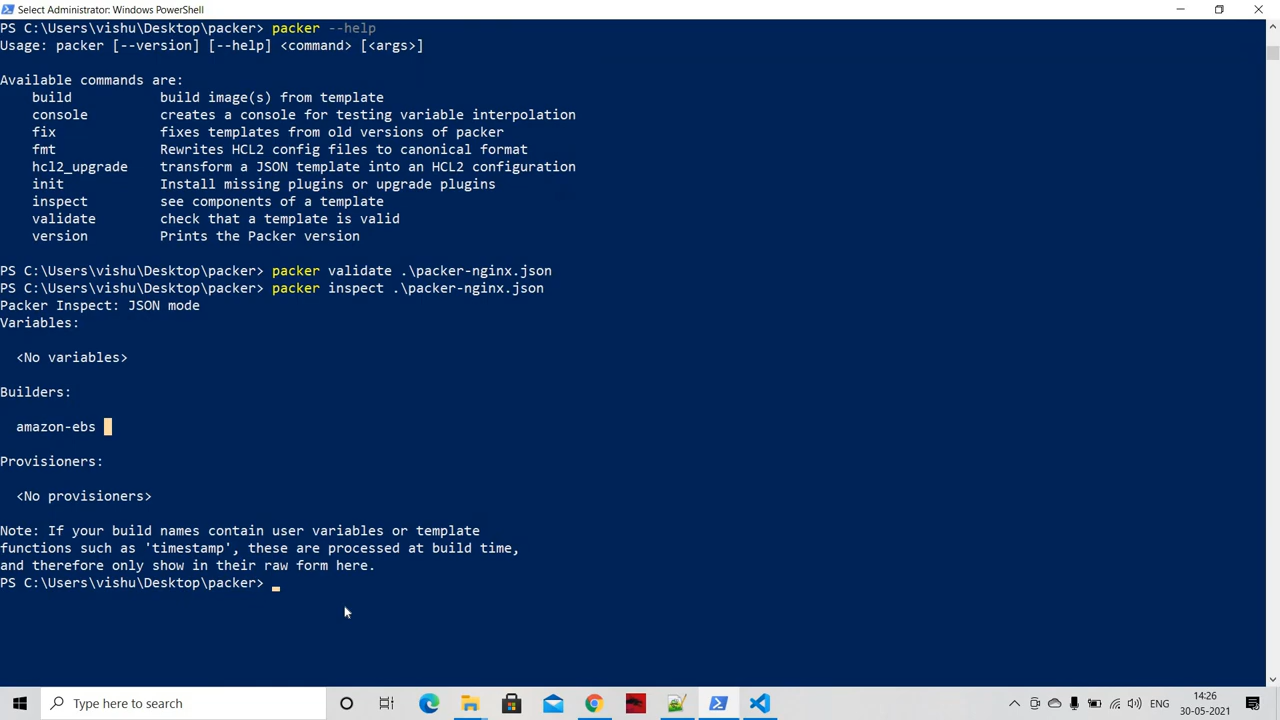 Select Administrator: Windows PowerShell
PS C:\Users\vishu\Desktop\packer> packer --help
Usage: packer [--version] [--help] <command> [<args>]
Available commands are:
build build image(s) from template
console creates a console for testing variable interpolation
fix fixes templates from old versions of packer
fmt Rewrites HCL2 config files to canonical format
hcl2_upgrade transform a JSON template into an HCL2 configuration
init Install missing plugins or upgrade plugins
inspect see components of a template
validate check that a template is valid
version Prints the Packer version
PS C:\Users\vishu\Desktop\packer> packer validate .\packer-nginx.json
PS C:\Users\vishu\Desktop\packer> packer inspect .\packer-nginx.json
Packer Inspect: JSON mode
Variables:
<No variables>
Builders:
amazon-ebs
Provisioners:
<No provisioners>
Note: If your build names contain user variables or template
functions such as 'timestamp', these are processed at build time,
and therefore only show in their raw form here.
PS C:\Users\vishu\Desktop\packer>
Type here to search
ENG
14:26
30-05-2021